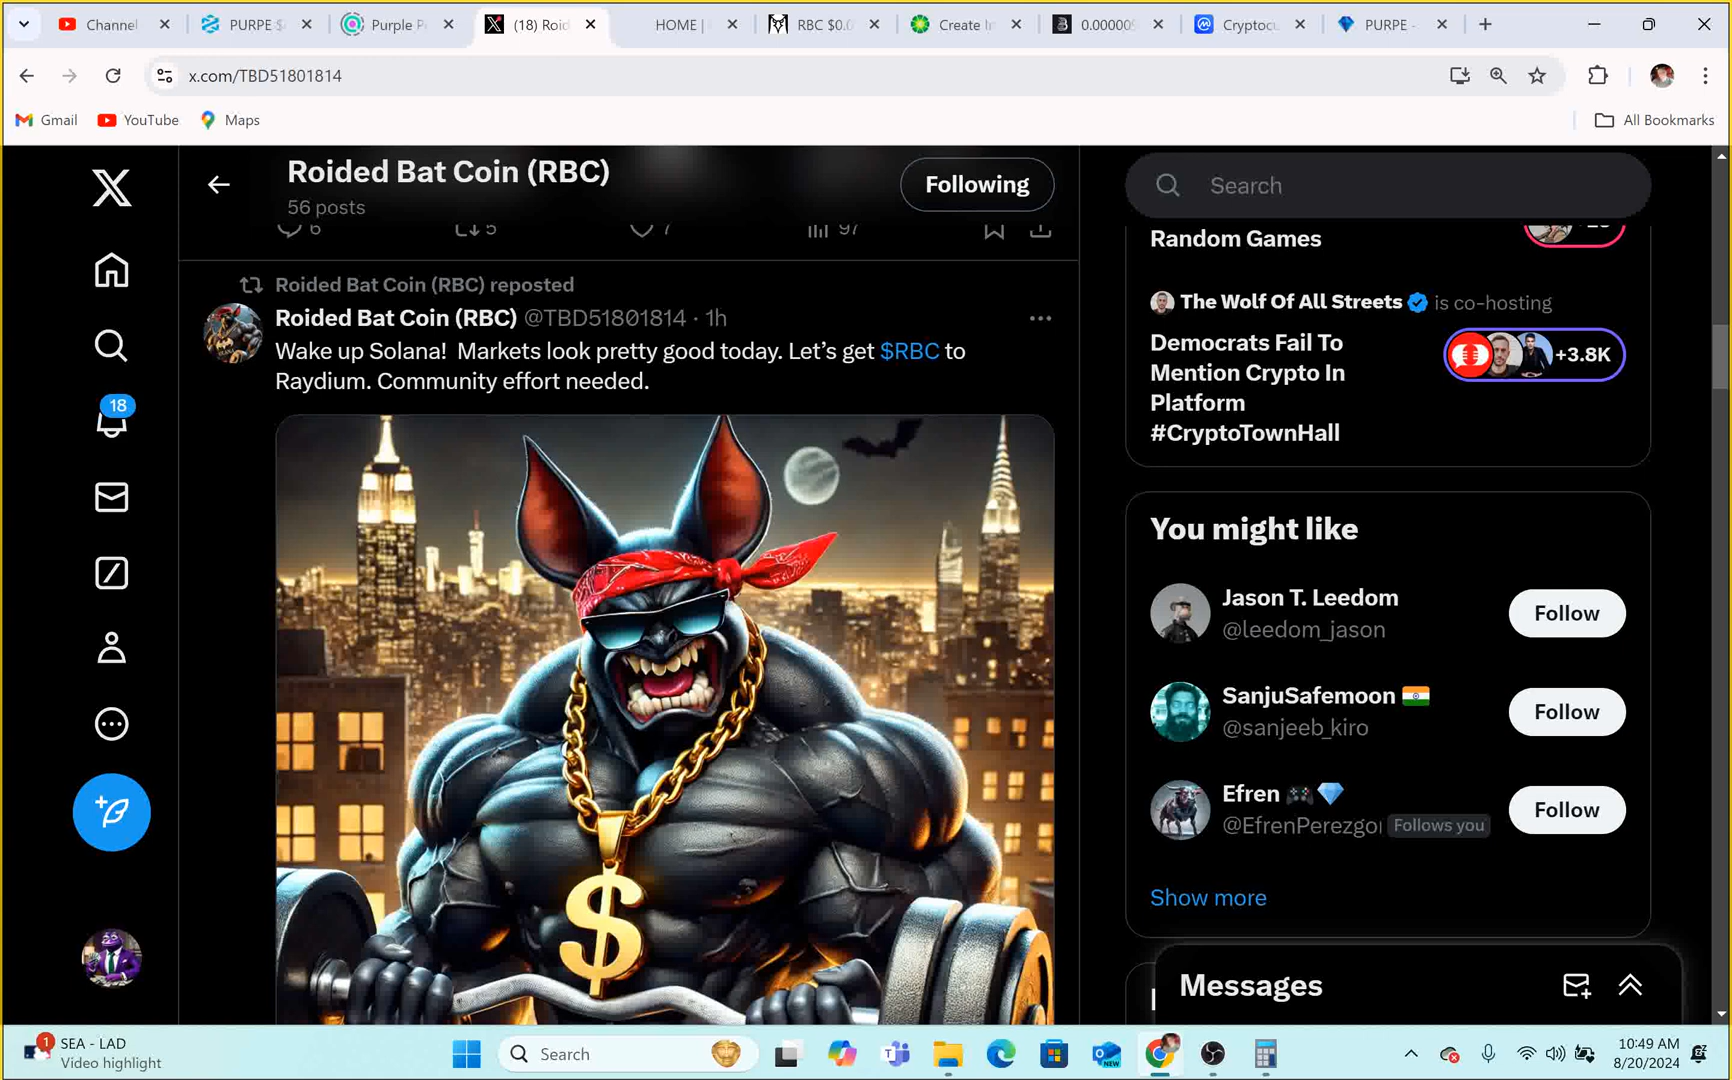 Channel
PURPE $
Purple P
(18) Roid
HOME |
RBC $0.0
Create In
0.000009
Cryptocu
PURPE -
x.com/TBD51801814
Gmail
YouTube
Maps
All Bookmarks
Roided Bat Coin (RBC)
56 posts
Following
6
5
7
97
Roided Bat Coin (RBC) reposted
Roided Bat Coin (RBC) @TBD51801814 · 1h
Wake up Solana! Markets look pretty good today. Let's get $RBC to
Raydium. Community effort needed.
$
18
Search
Random Games
The Wolf Of All Streets is co-hosting
Democrats Fail To
Mention Crypto In
Platform
#CryptoTownHall
+3.8K
You might like
Jason T. Leedom
@leedom_jason
Follow
SanjuSafemoon
@sanjeeb_kiro
Follow
Efren
@EfrenPerezgo
Follows you
Follow
Show more
Messages
1
SEA - LAD
Video highlight
Search
NEW
10:49 AM
8/20/2024